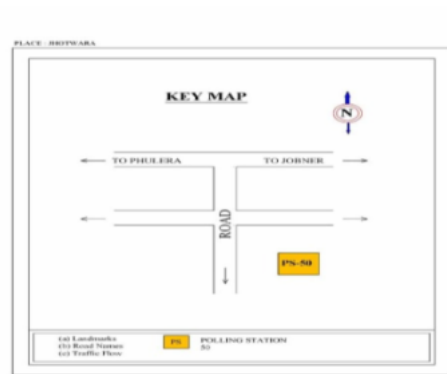 PLACE - JHOTWARA
KEY MAP
N
TO PHULERA
TO JOBNER
ROAD
PS-50
(a) Landmarks
(b) Road Names
(c) Traffic Flow
PS
POLLING STATION
50